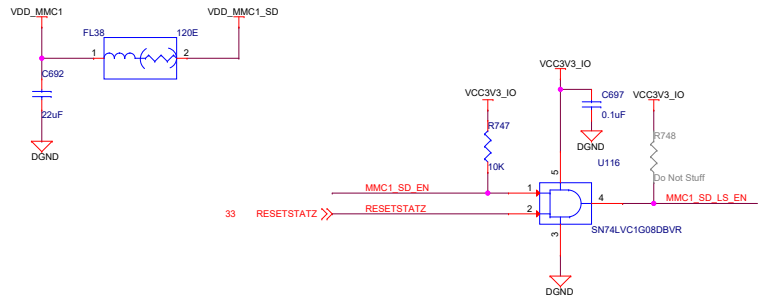 VDD_MMC1
VDD_MMC1_SD
FL38
120E
1
2
C692
22uF
DGND
VCC3V3_IO
VCC3V3_IO
C697
0.1uF
VCC3V3_IO
R747
10K
DGND
R748
U116
Do Not Stuff
5
MMC1_SD_EN
1
4
MMC1_SD_LS_EN
33
RESETSTATZ
RESETSTATZ
2
3
SN74LVC1G08DBVR
DGND